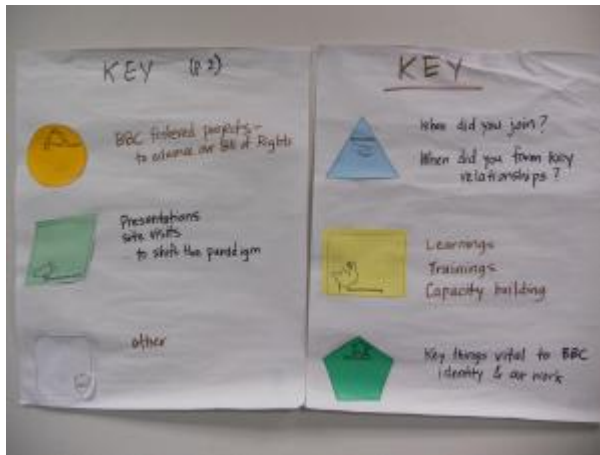 KEY (p.2)
BBC fostered projects -
to advance our Bill of Rights
Presentations
site visits
to shift the paradigm
other
KEY
When did you join?
When did you form key
relationships?
Learnings
Trainings
Capacity building
Key things vital to BBC
identity & our work